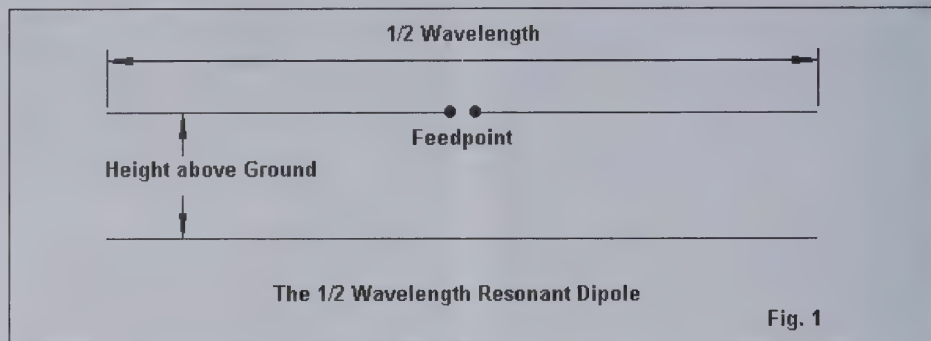 1/2 Wavelength
Feedpoint
Height above Ground
The 1/2 Wavelength Resonant Dipole
Fig. 1